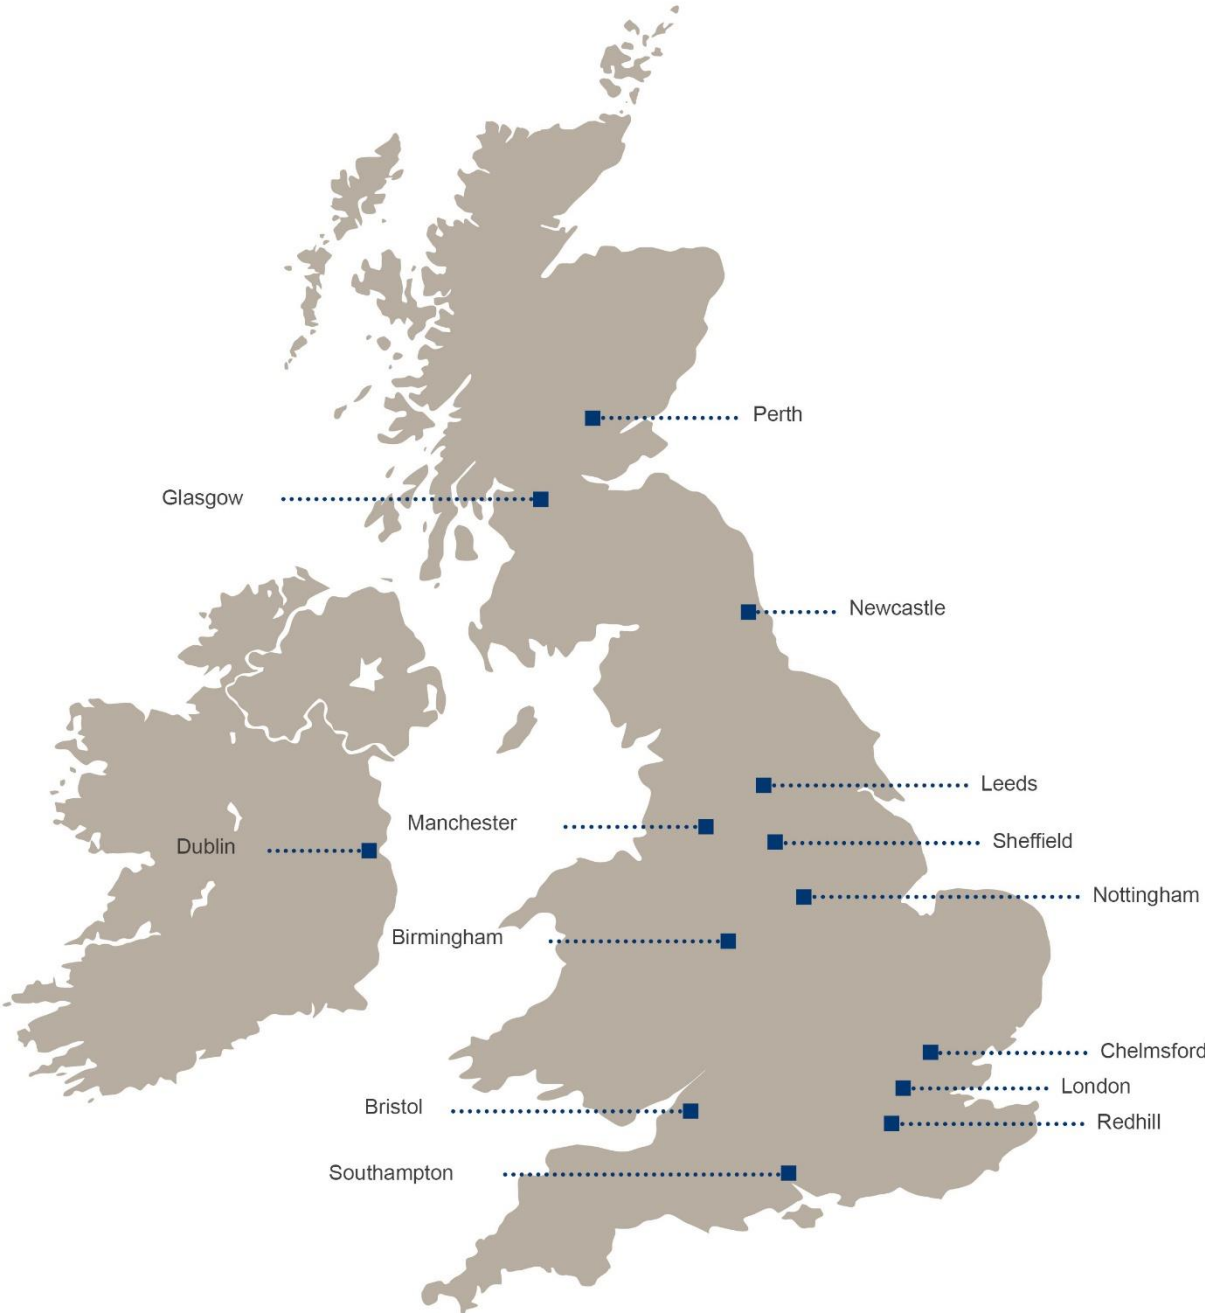 Perth
Glasgow
Newcastle
Leeds
Manchester
Sheffield
Dublin
Nottingham
Birmingham
Chelmsford
London
Bristol
Redhill
Southampton